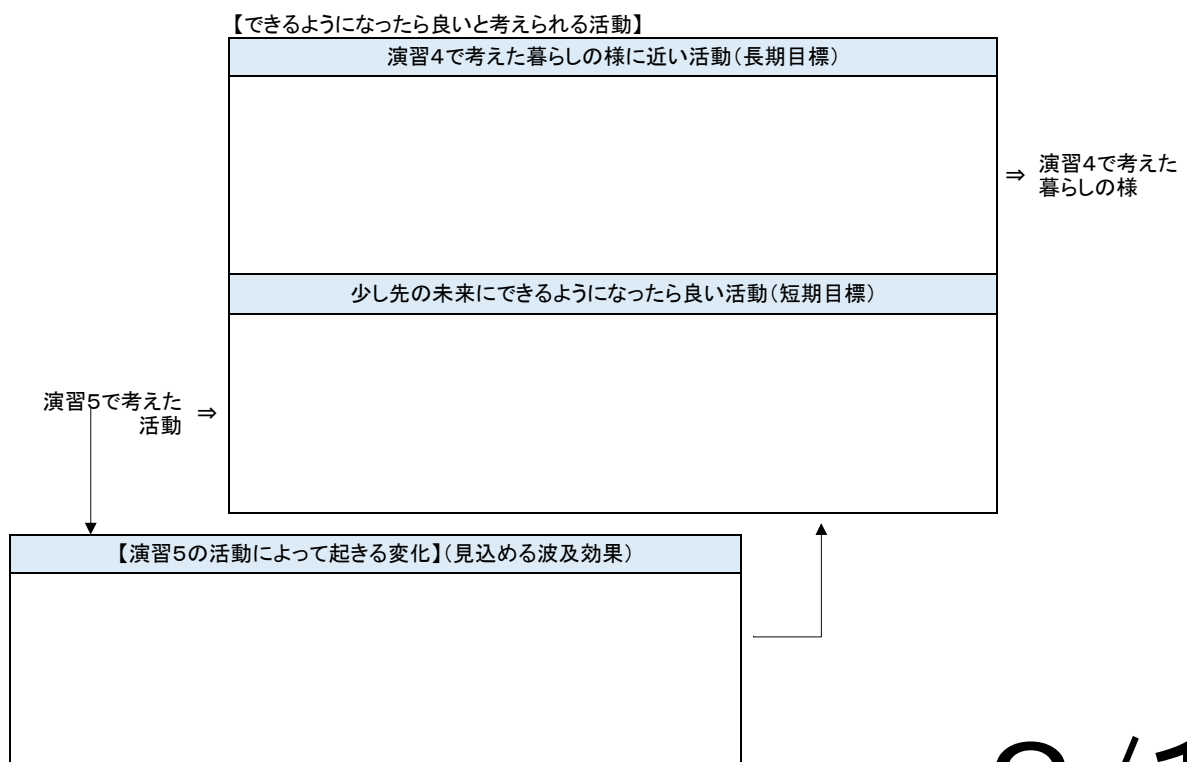 【できるようになったら良いと考えられる活動】
演習４で考えた暮らしの様に近い活動（長期目標）
⇒ 演習４で考えた
暮らしの様
少し先の未来にできるようになったら良い活動（短期目標）
演習５で考えた
活動 ⇒
【演習５の活動によって起きる変化】（見込める波及効果）